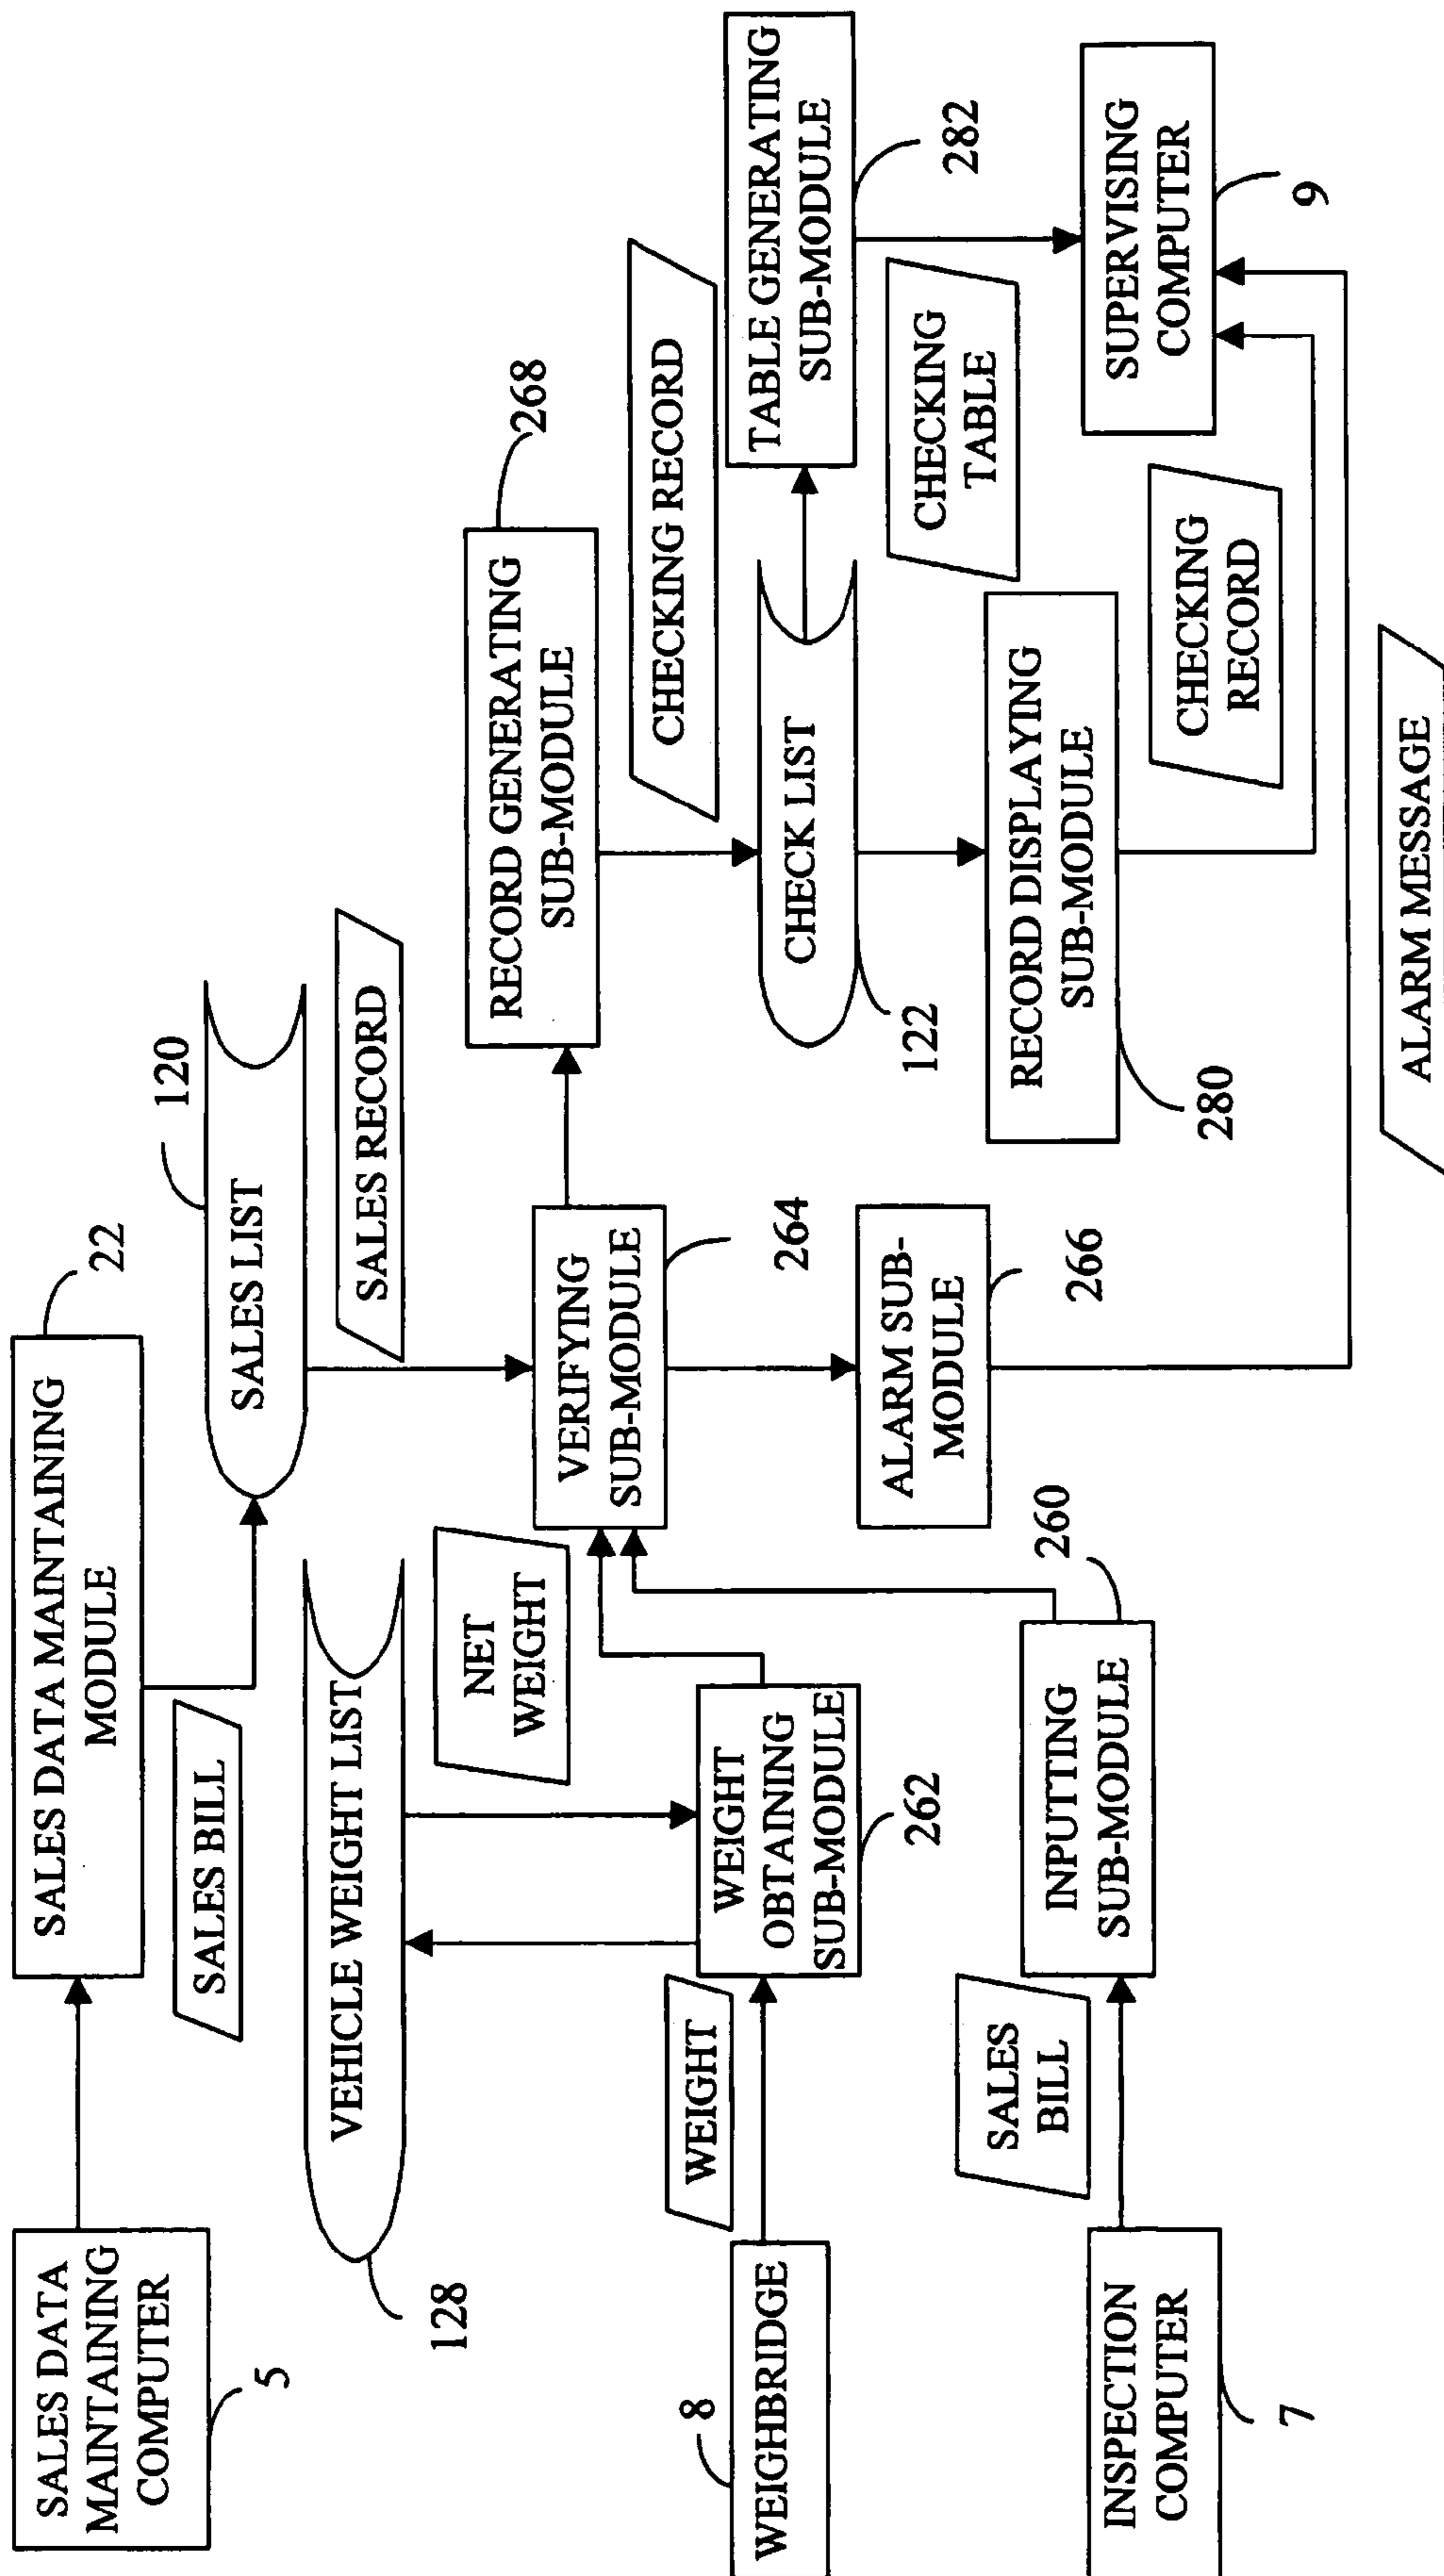 SALES DATA
MAINTAINING
COMPUTER
5
SALES DATA MAINTAINING
MODULE
22
SALES BILL
SALES LIST
120
SALES RECORD
VEHICLE WEIGHT LIST
128
NET
WEIGHT
WEIGHBRIDGE
8
WEIGHT
WEIGHT
OBTAINING
SUB-MODULE
262
INSPECTION
COMPUTER
7
SALES
BILL
INPUTTING
SUB-MODULE
260
VERIFYING
SUB-MODULE
264
ALARM SUB-
MODULE
266
RECORD GENERATING
SUB-MODULE
268
CHECKING RECORD
CHECK LIST
122
RECORD DISPLAYING
SUB-MODULE
280
TABLE GENERATING
SUB-MODULE
282
CHECKING
TABLE
CHECKING
RECORD
SUPERVISING
COMPUTER
9
ALARM MESSAGE